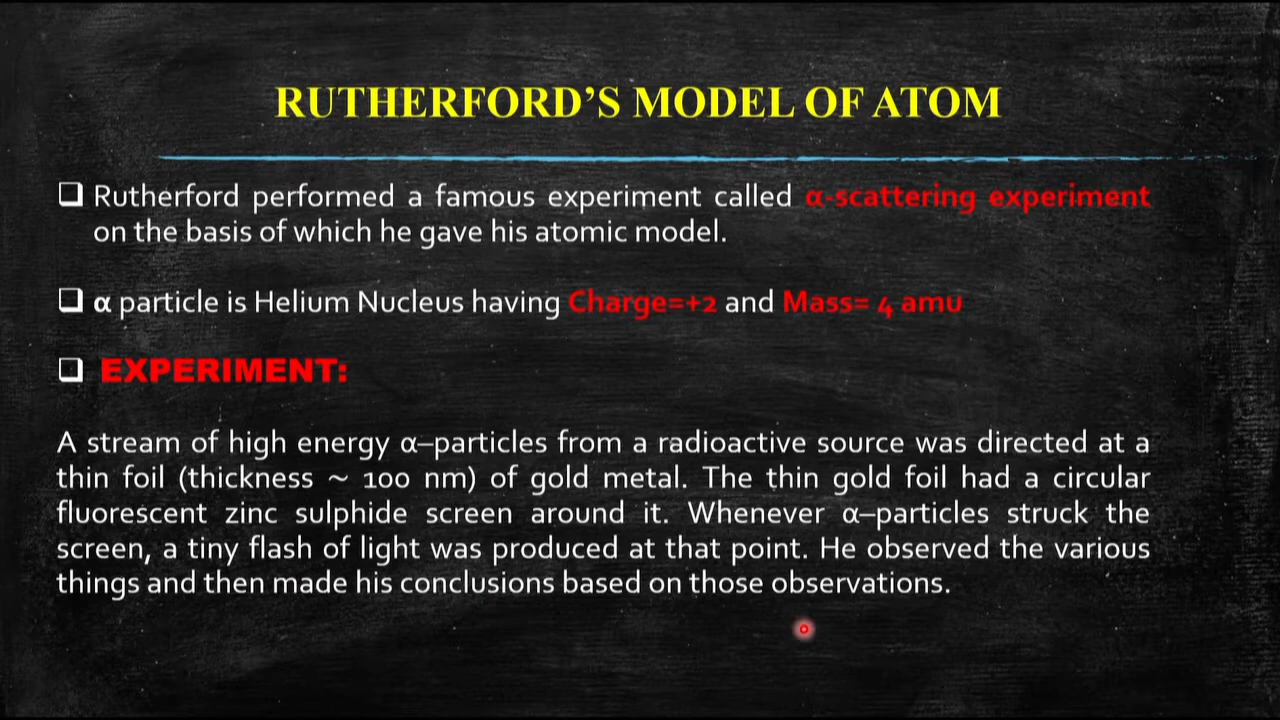 RUTHERFORD’S MODEL OF ATOM
❑ Rutherford performed a famous experiment called α-scattering experiment
on the basis of which he gave his atomic model.
❑ α particle is Helium Nucleus having Charge=+2 and Mass= 4 amu
❑ EXPERIMENT:
A stream of high energy α–particles from a radioactive source was directed at a
thin foil (thickness ∼ 100 nm) of gold metal. The thin gold foil had a circular
fluorescent zinc sulphide screen around it. Whenever α–particles struck the
screen, a tiny flash of light was produced at that point. He observed the various
things and then made his conclusions based on those observations.